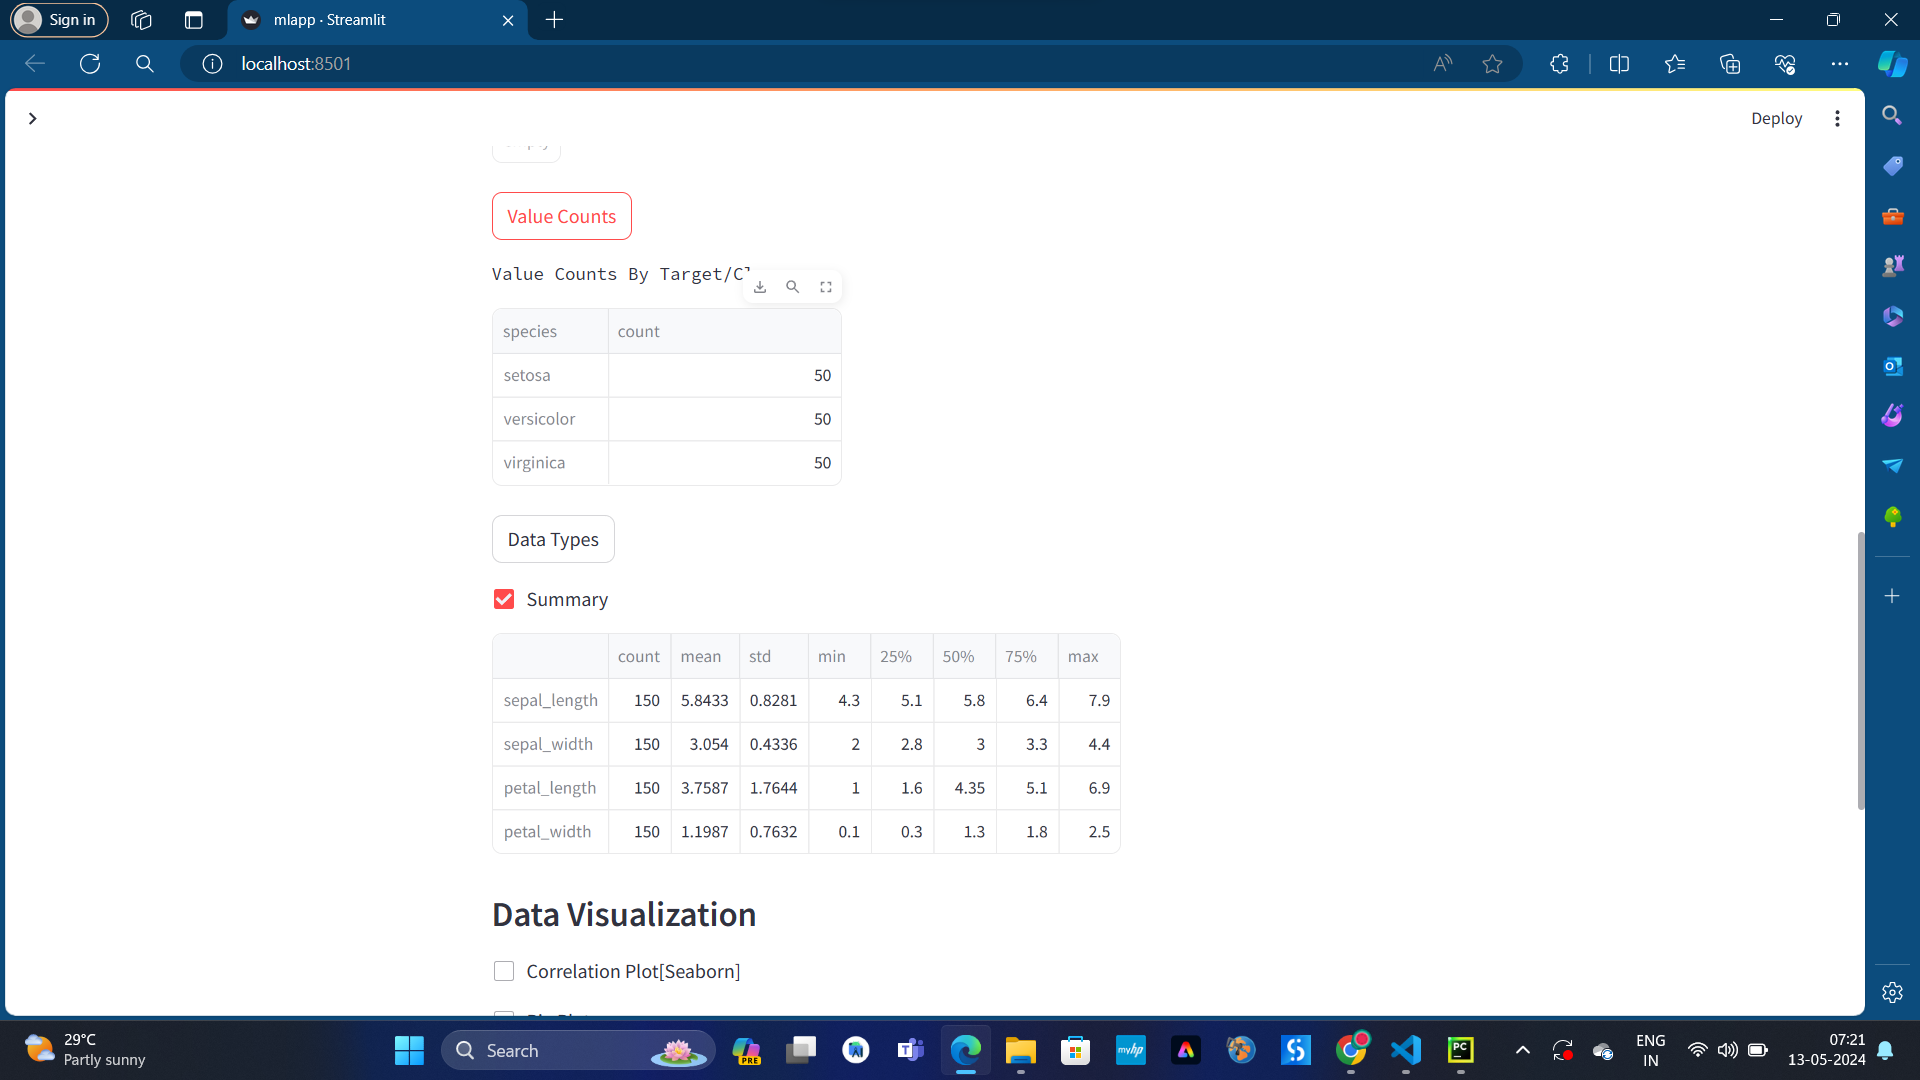 Sign in
mlapp · Streamlit
localhost:8501
Deploy
Value Counts
Value Counts By Target/Cl
species count
setosa 50
versicolor 50
virginica 50
Data Types
Summary
count mean std min 25% 50% 75% max
sepal_length 150 5.8433 0.8281 4.3 5.1 5.8 6.4 7.9
sepal_width 150 3.054 0.4336 2 2.8 3 3.3 4.4
petal_length 150 3.7587 1.7644 1 1.6 4.35 5.1 6.9
petal_width 150 1.1987 0.7632 0.1 0.3 1.3 1.8 2.5
Data Visualization
Correlation Plot[Seaborn]
29°C
Partly sunny
Search
PRE
myhp
PC
ENG
IN
07:21
13-05-2024